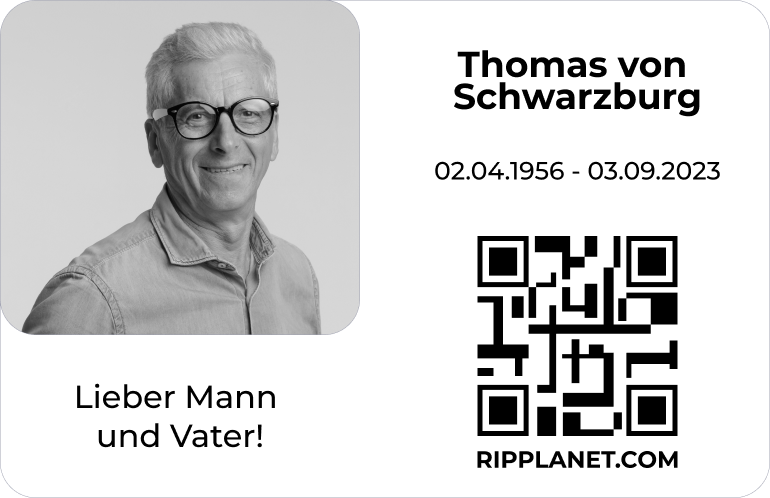 Thomas von
Schwarzburg
02.04.1956 - 03.09.2023
Lieber Mann
und Vater!
RIPPLANET.COM